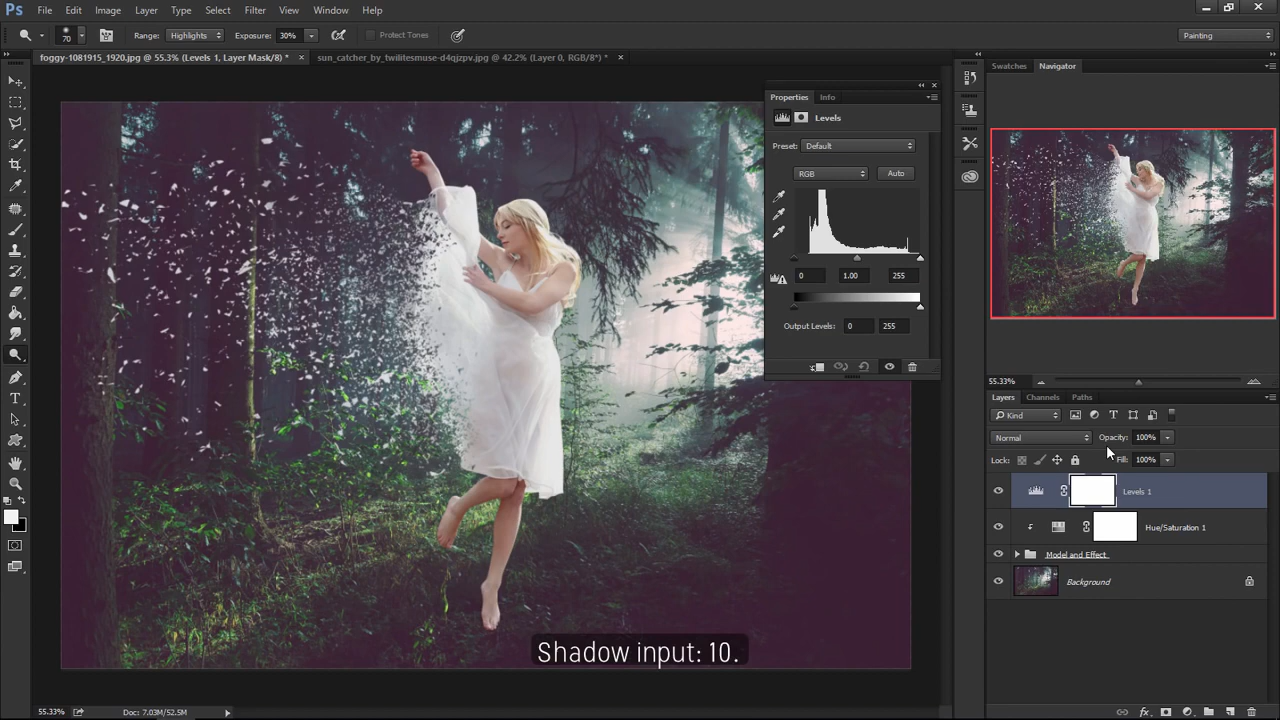 Ps File Edit Image Layer Type Select Filter View Window Help
70 Range: Highlights Exposure: 30% Protect Tones Painting
foggy-1081915_1920.jpg @ 55.3% (Levels 1, Layer Mask/8) * × sun_catcher_by_twilitesmuse-d4qjzpv.jpg @ 42.2% (Layer 0, RGB/8*) * ×
Swatches Navigator
Properties Info
Levels
Preset: Default
RGB Auto
0 1.00 255
Output Levels: 0 255
55.33%
Layers Channels Paths
Kind
Normal Opacity: 100%
Lock: Fill: 100%
Levels 1
Hue/Saturation 1
Model and Effect
Background
Shadow input: 10.
55.33% Doc: 7.03M/52.5M